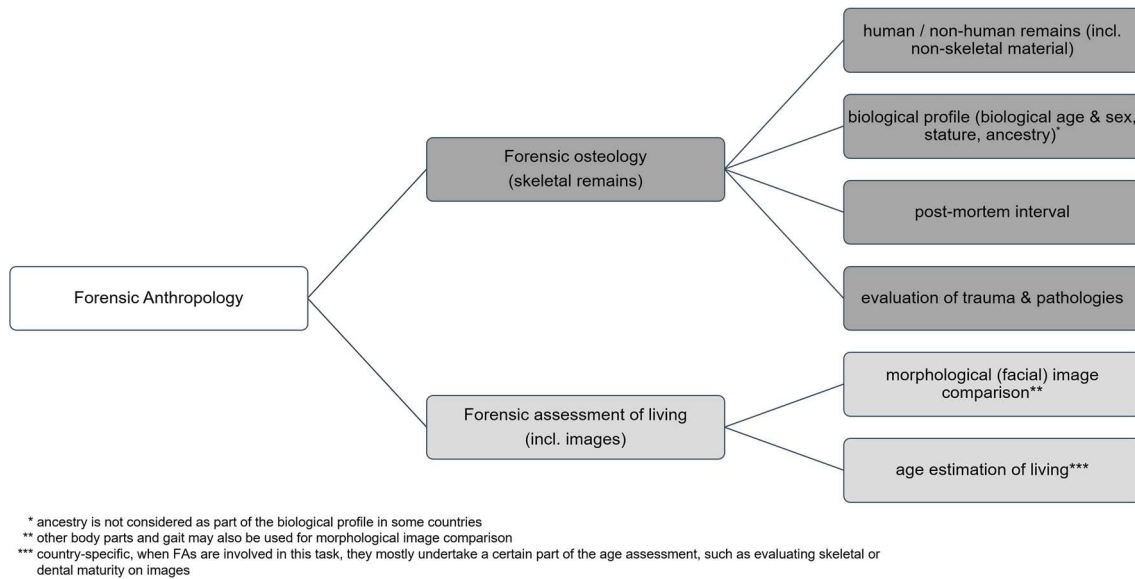 human / non-human remains (incl.
non-skeletal material)
biological profile (biological age & sex,
stature, ancestry)*
Forensic osteology
(skeletal remains)
post-mortem interval
Forensic Anthropology
evaluation of trauma & pathologies
morphological (facial) image
comparison**
Forensic assessment of living
(incl. images)
age estimation of living***
* ancestry is not considered as part of the biological profile in some countries
** other body parts and gait may also be used for morphological image comparison
*** country-specific, when FAs are involved in this task, they mostly undertake a certain part of the age assessment, such as evaluating skeletal or
dental maturity on images